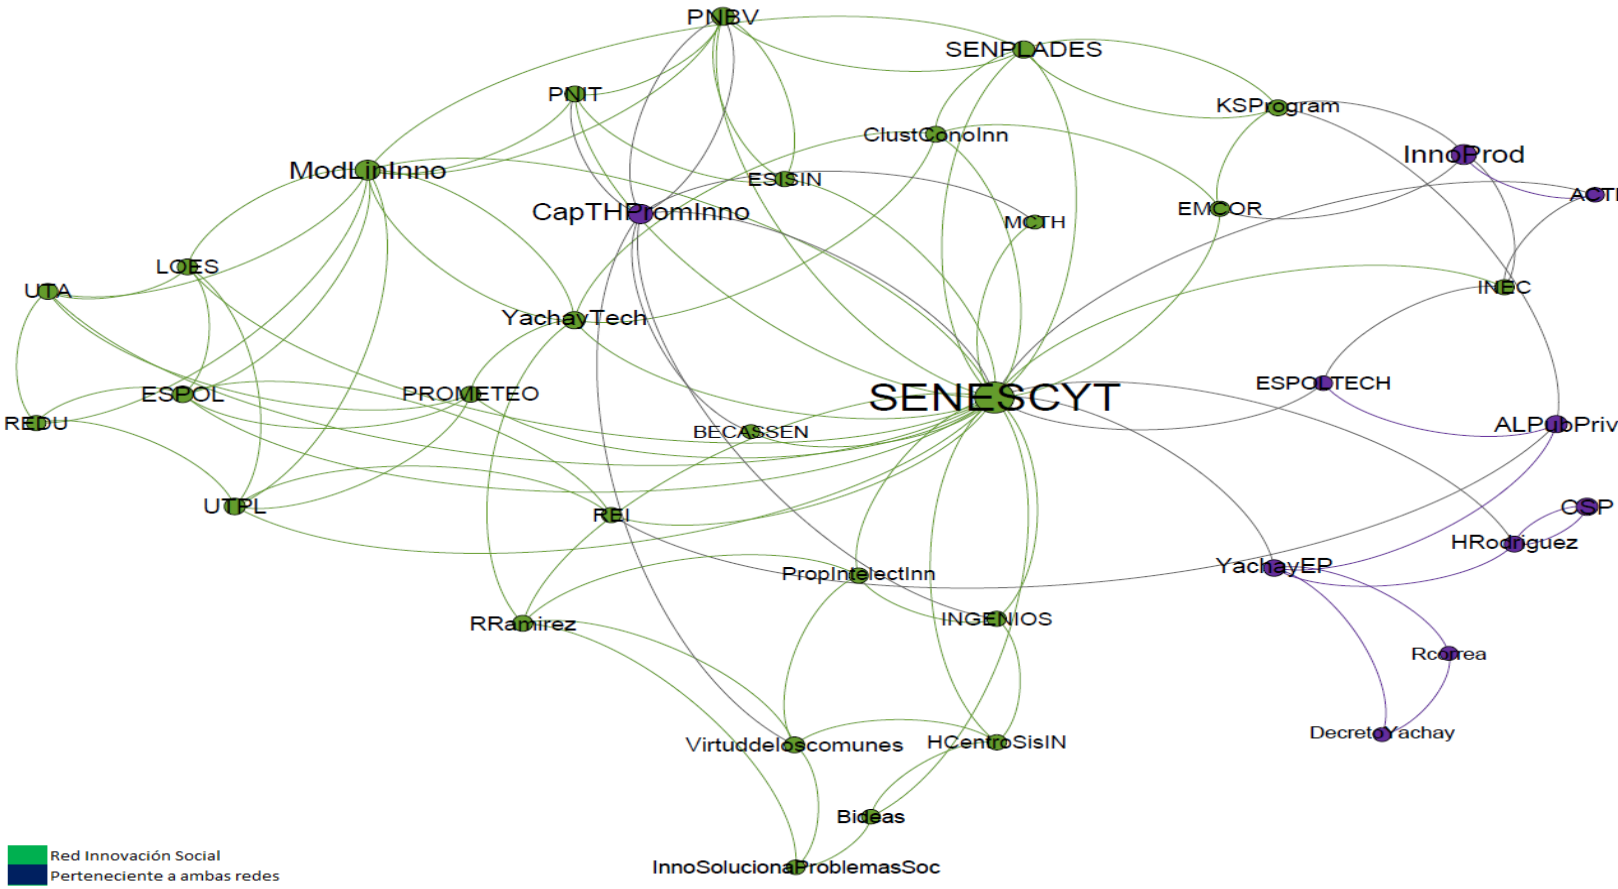 PNBV
SENPLADES
PNIT
KSProgram
ClustConoInn
InnoProd
ModLinInno
ESISIN
ACTI
CapTHPromInno
MCTH
EMCOR
LOES
UTA
INEC
YachayTech
ESPOLTECH
ESPOL
PROMETEO
SENESCYT
REDU
BECASSEN
ALPubPriv
UTPL
REI
CSP
HRodriguez
PropIntelectInn
YachayEP
RRamirez
INGENIOS
Rcorrea
DecretoYachay
Virtuddeloscomunes
HCentroSisIN
Bideas
InnoSolucionaProblemasSoc
Red Innovación Social
Perteneciente a ambas redes